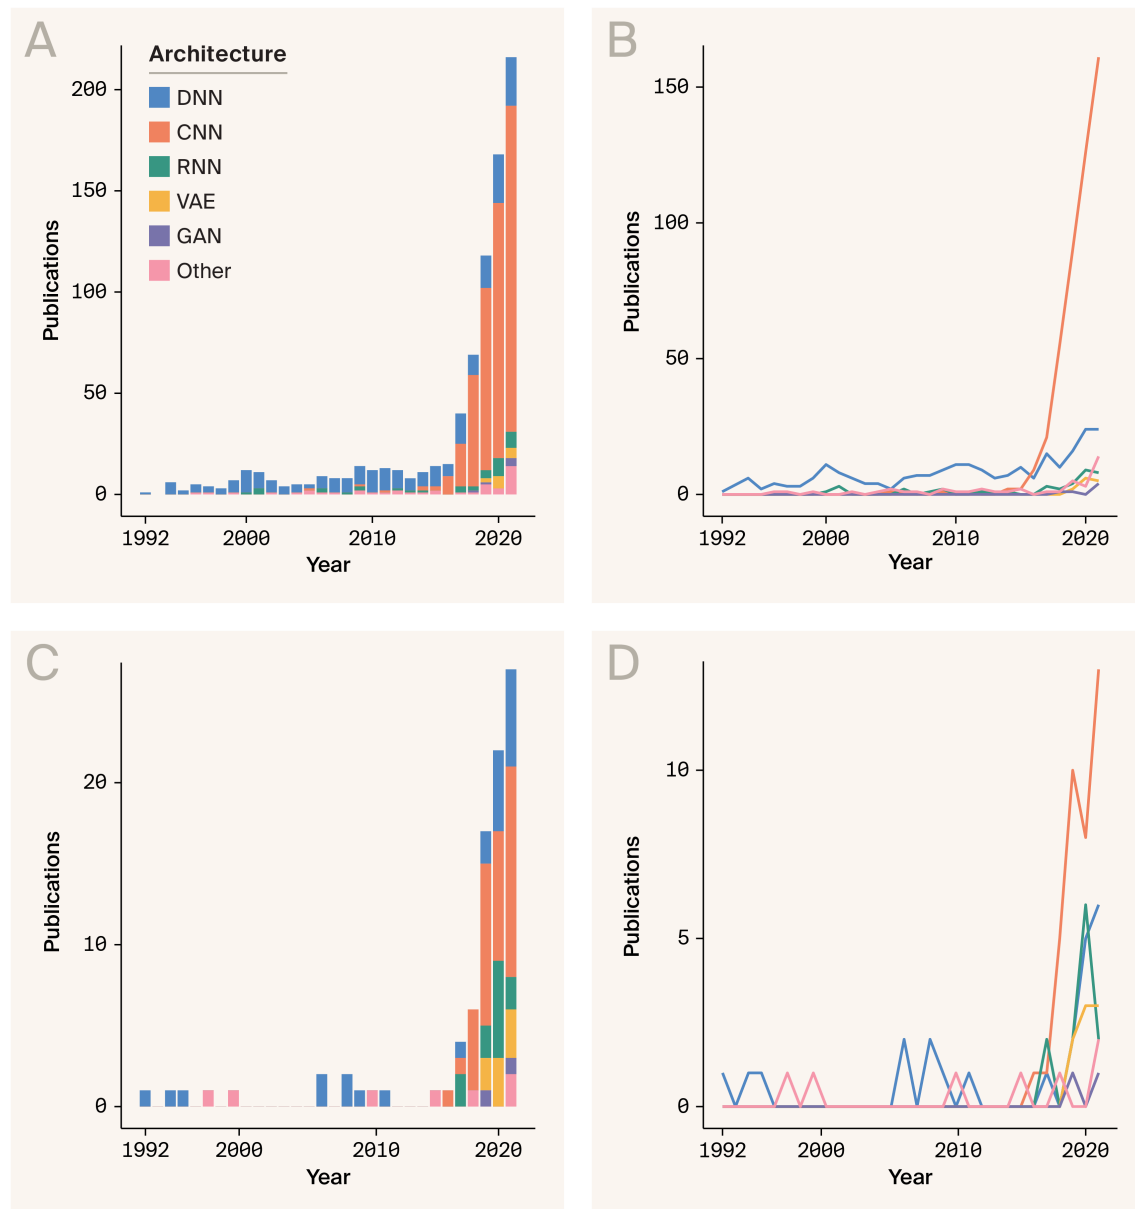 A
Architecture
DNN
CNN
RNN
VAE
GAN
Other
Publications
200
150
100
50
0
1992
2000
2010
2020
Year
B
Publications
150
100
50
0
1992
2000
2010
2020
Year
C
Publications
20
10
0
1992
2000
2010
2020
Year
D
Publications
10
5
0
1992
2000
2010
2020
Year